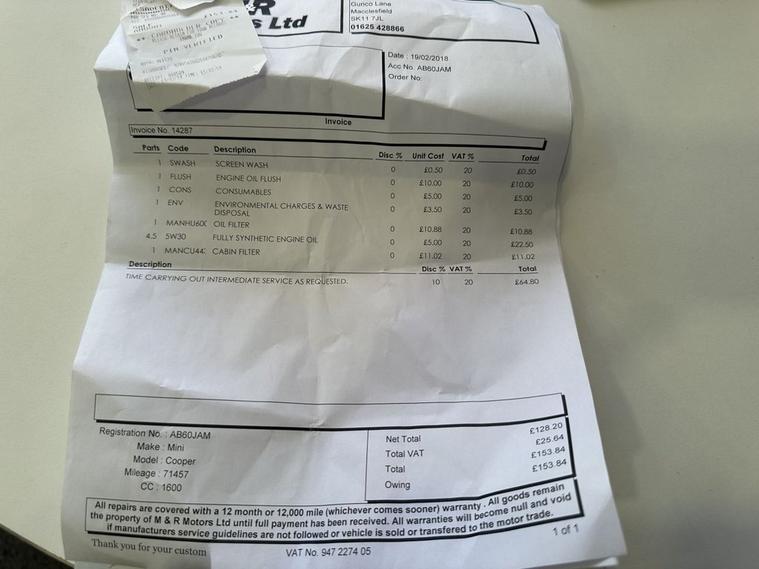 & R
s Ltd
Gunco Lane
Macclesfield
SK11 7JL
01625 428866
** CARDHOLDER COPY **
PIN VERIFIED
Date : 19/02/2018
Acc No. AB60JAM
Order No:
Invoice
Invoice No. 14287
Parts Code Description Disc % Unit Cost VAT % Total
1 SWASH SCREEN WASH 0 £0.50 20 £0.50
1 FLUSH ENGINE OIL FLUSH 0 £10.00 20 £10.00
1 CONS CONSUMABLES 0 £5.00 20 £5.00
1 ENV ENVIRONMENTAL CHARGES & WASTE 0 £3.50 20 £3.50
DISPOSAL
1 MANHU60( OIL FILTER 0 £10.88 20 £10.88
4.5 5W30 FULLY SYNTHETIC ENGINE OIL 0 £5.00 20 £22.50
1 MANCU44: CABIN FILTER 0 £11.02 20 £11.02
Description Disc % VAT % Total
TIME CARRYING OUT INTERMEDIATE SERVICE AS REQUESTED. 10 20 £64.80
Registration No. : AB60JAM
Make : Mini
Model : Cooper
Mileage : 71457
CC : 1600
Net Total £128.20
Total VAT £25.64
Total £153.84
Owing £153.84
All repairs are covered with a 12 month or 12,000 mile (whichever comes sooner) warranty . All goods remain
the property of M & R Motors Ltd until full payment has been received. All warranties will become null and void
if manufacturers service guidelines are not followed or vehicle is sold or transfered to the motor trade.
1 of 1
Thank you for your custom
VAT No. 947 2274 05